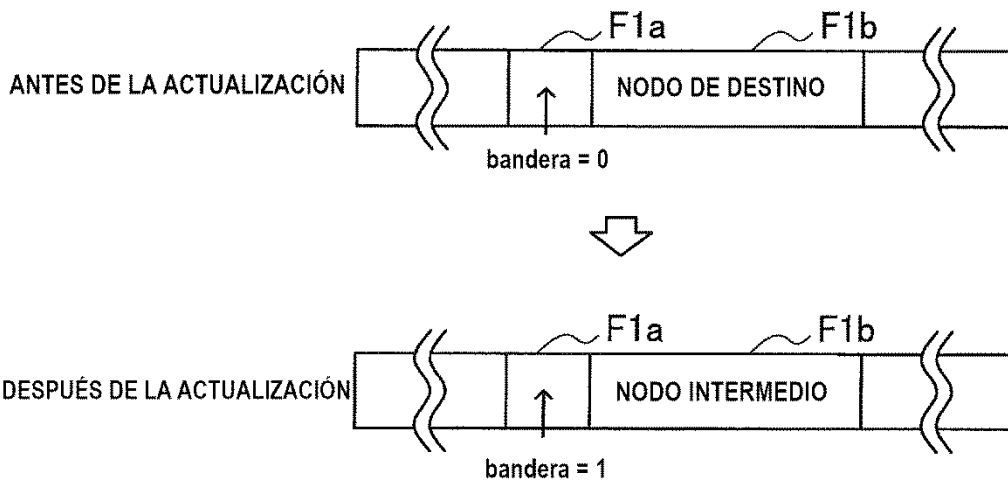 F1a
F1b
ANTES DE LA ACTUALIZACIÓN
NODO DE DESTINO
bandera = 0
F1a
F1b
DESPUÉS DE LA ACTUALIZACIÓN
NODO INTERMEDIO
bandera = 1